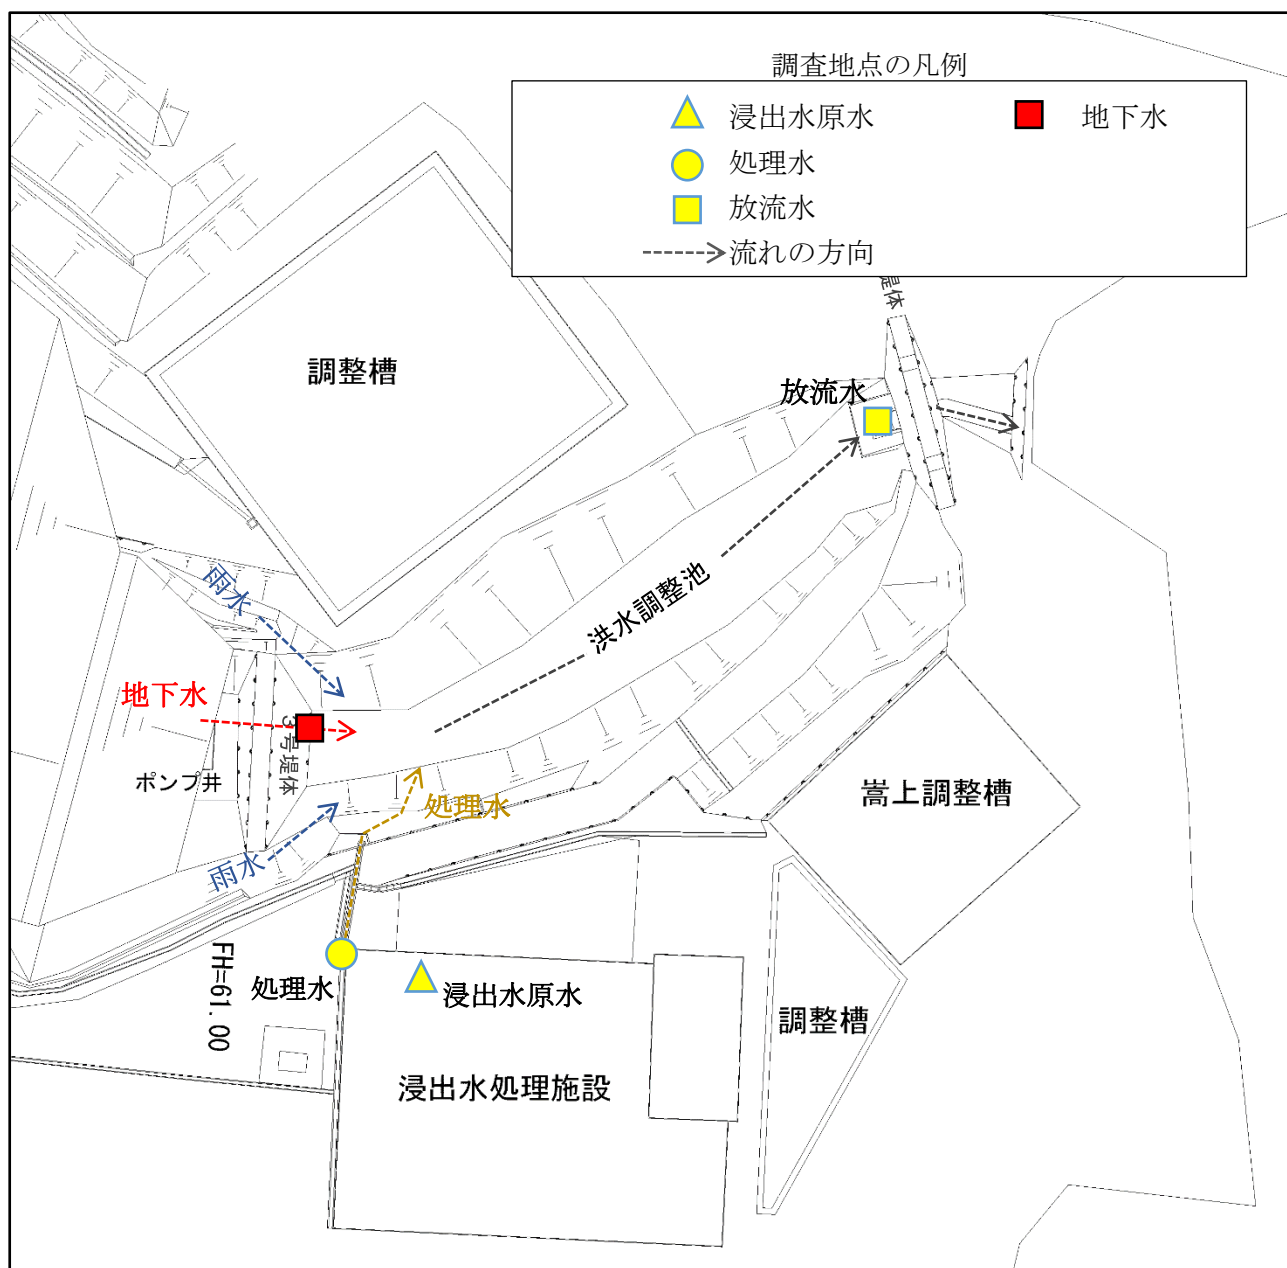 調査地点の凡例
浸出水原水
地下水
処理水
放流水
流れの方向
堤体
調整槽
放流水
雨水
洪水調整池
地下水
3号堤体
ポンプ井
処理水
嵩上調整槽
雨水
FH=61.00
処理水
浸出水原水
調整槽
浸出水処理施設